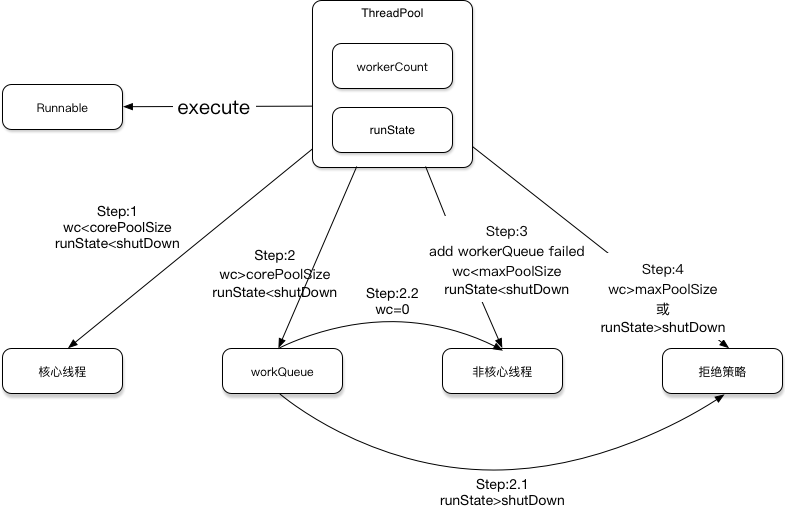 ThreadPool
workerCount
Runnable
execute
runState
Step:1
wc<corePoolSize
runState<shutDown
Step:2
wc>corePoolSize
runState<shutDown
Step:2.2
wc=0
Step:3
add workerQueue failed
wc<maxPoolSize
runState<shutDown
Step:4
wc>maxPoolSize
或
runState>shutDown
核心线程
workQueue
非核心线程
拒绝策略
Step:2.1
runState>shutDown